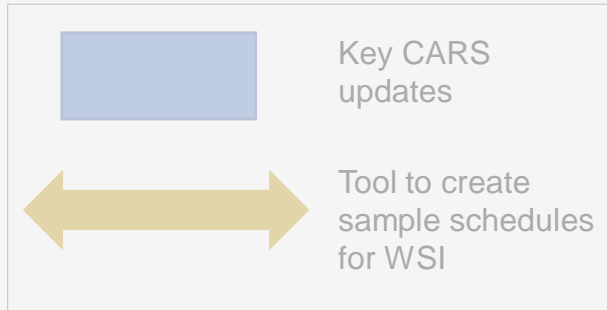 Key CARS
updates
Tool to create
sample schedules
for WSI